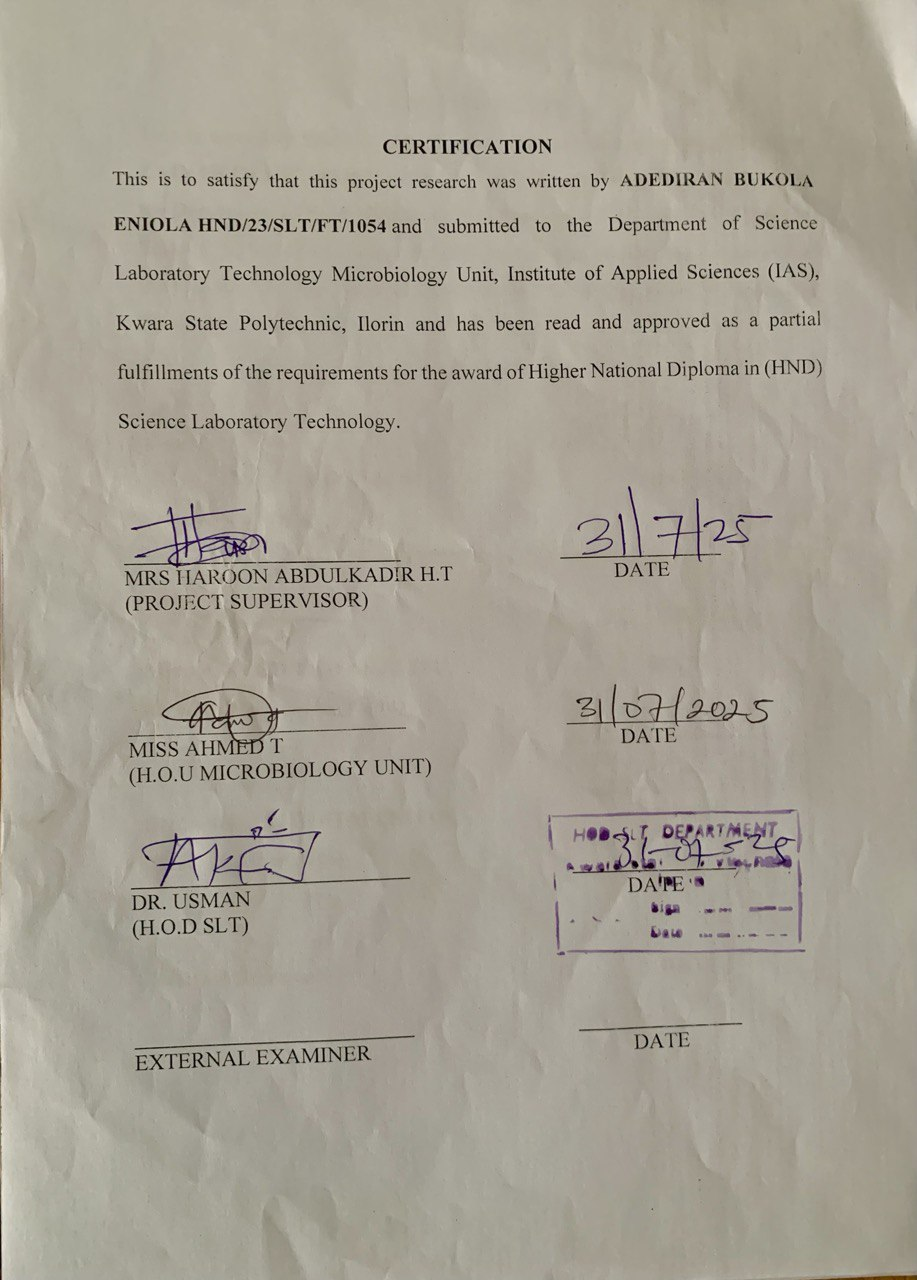 CERTIFICATION
This is to satisfy that this project research was written by ADEDIRAN BUKOLA
ENIOLA HND/23/SLT/FT/1054 and submitted to the Department of Science
Laboratory Technology Microbiology Unit, Institute of Applied Sciences (IAS),
Kwara State Polytechnic, Ilorin and has been read and approved as a partial
fulfillments of the requirements for the award of Higher National Diploma in (HND)
Science Laboratory Technology.
31/7/25
MRS HAROON ABDULKADIR H.T
DATE
(PROJECT SUPERVISOR)
31/07/2025
MISS AHMED T
DATE
(H.O.U MICROBIOLOGY UNIT)
HOD SLT DEPARTMENT
31-07-25
DR. USMAN
DATE
(H.O.D SLT)
Sign
Date
EXTERNAL EXAMINER
DATE